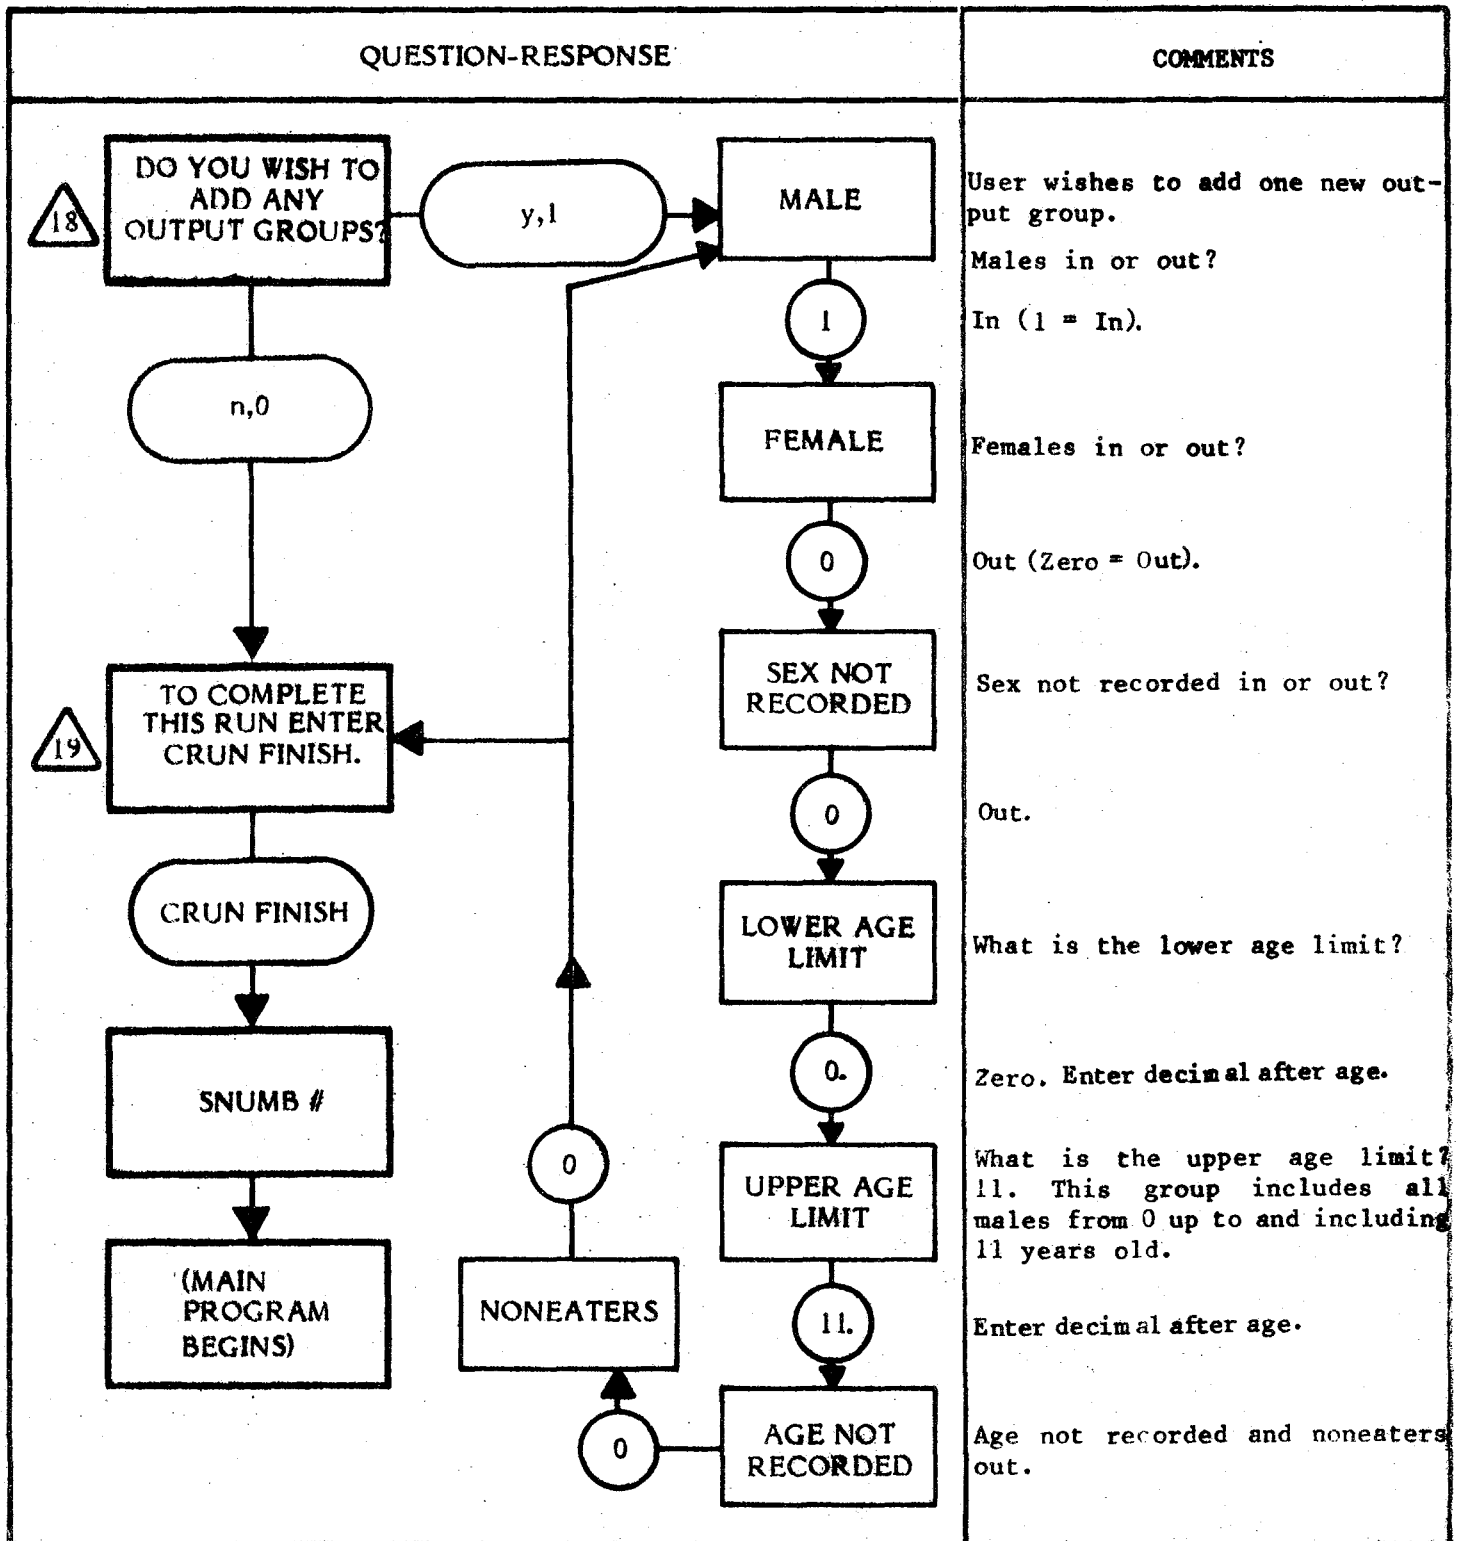 QUESTION-RESPONSE
COMMENTS
18
DO YOU WISH TO
ADD ANY
OUTPUT GROUPS?
y,1
MALE
User wishes to add one new out-
put group.
Males in or out?
1
In (1 = In).
n,0
FEMALE
Females in or out?
0
Out (Zero = Out).
SEX NOT
RECORDED
Sex not recorded in or out?
19
TO COMPLETE
THIS RUN ENTER
CRUN FINISH.
0
Out.
CRUN FINISH
LOWER AGE
LIMIT
What is the lower age limit?
0.
Zero. Enter decimal after age.
SNUMB #
0
UPPER AGE
LIMIT
What is the upper age limit?
11. This group includes all
males from 0 up to and including
11 years old.
(MAIN
PROGRAM
BEGINS)
NONEATERS
11.
Enter decimal after age.
0
AGE NOT
RECORDED
Age not recorded and noneaters
out.